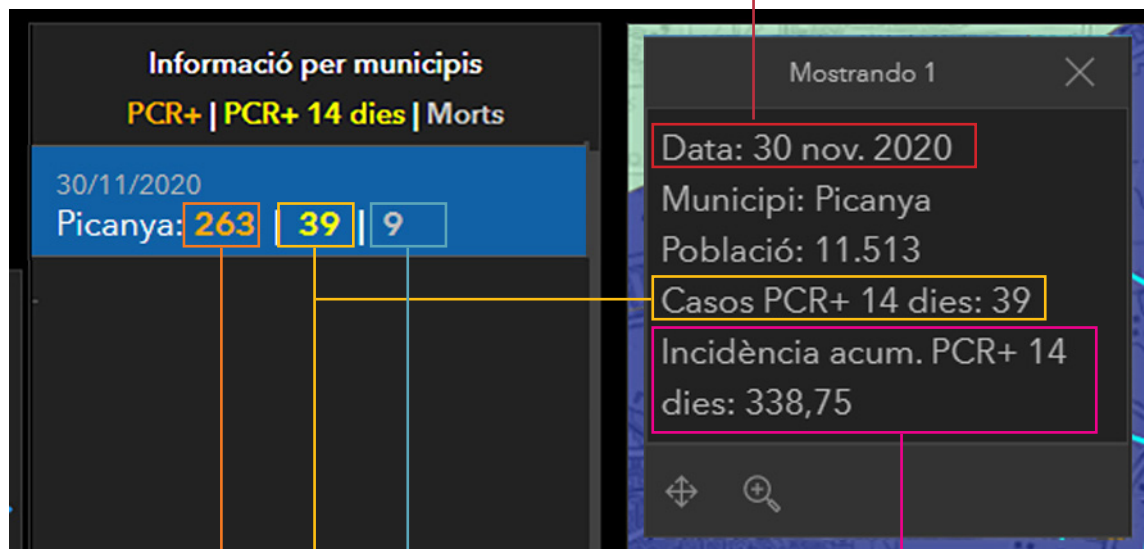 Informació per municipis
PCR+ | PCR+ 14 dies | Morts
30/11/2020
Picanya: 263 | 39 | 9
Mostrando 1
Data: 30 nov. 2020
Municipi: Picanya
Població: 11.513
Casos PCR+ 14 dies: 39
Incidència acum. PCR+ 14
dies: 338,75